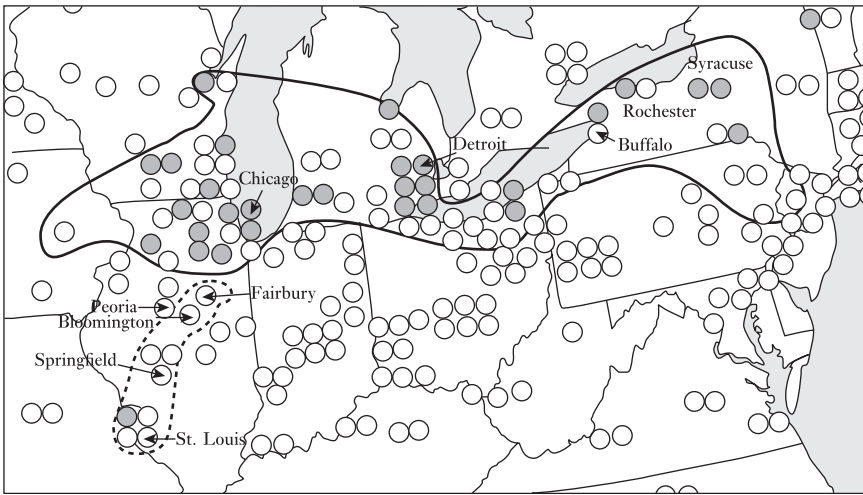 Syracuse
Rochester
Buffalo
Detroit
Chicago
Fairbury
Peoria
Bloomington
Springfield
St. Louis